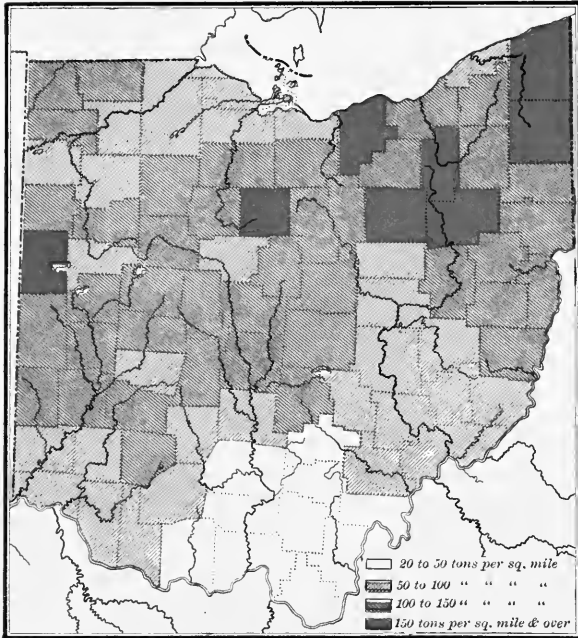 20 to 50 tons per sq. mile
50 to 100 " " " "
100 to 150 " " " "
150 tons per sq. mile & over